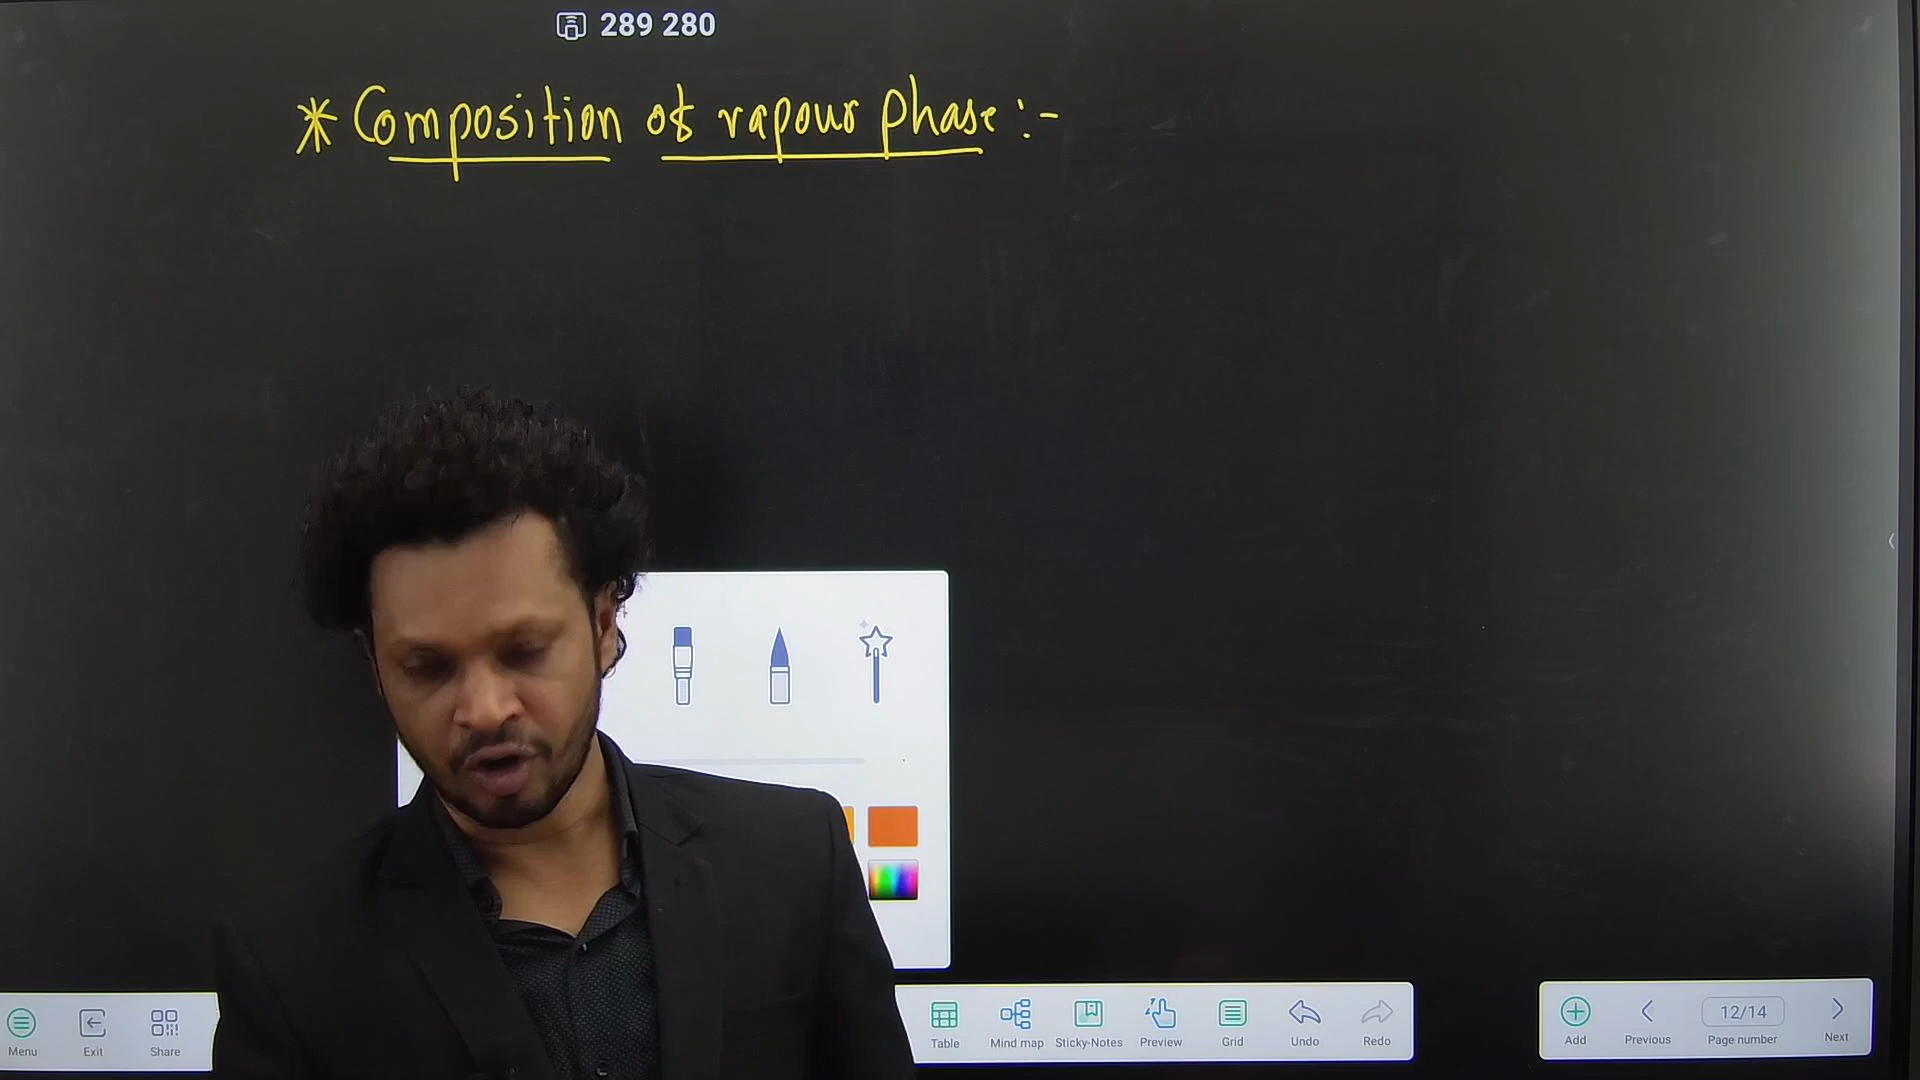 289 280
* Composition of vapour phase :-
Menu Exit Share Table Mind map Sticky-Notes Preview Grid Undo Redo Add Previous 12/14 Page number Next